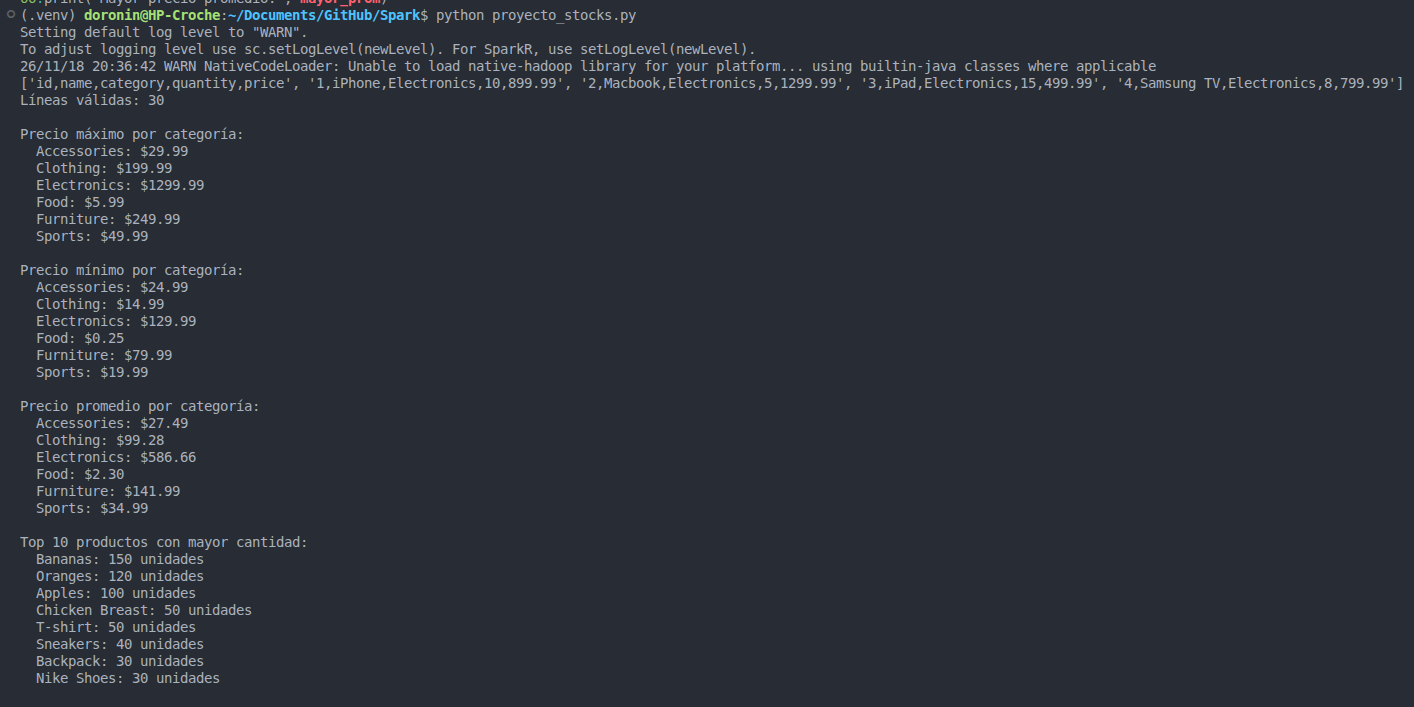 (.venv) doronin@HP-Croche:~/Documents/GitHub/Spark$ python proyecto_stocks.py
Setting default log level to "WARN".
To adjust logging level use sc.setLogLevel(newLevel). For SparkR, use setLogLevel(newLevel).
26/11/18 20:36:42 WARN NativeCodeLoader: Unable to load native-hadoop library for your platform... using builtin-java classes where applicable
['id,name,category,quantity,price', '1,iPhone,Electronics,10,899.99', '2,Macbook,Electronics,5,1299.99', '3,iPad,Electronics,15,499.99', '4,Samsung TV,Electronics,8,799.99']
Líneas válidas: 30
Precio máximo por categoría:
Accessories: $29.99
Clothing: $199.99
Electronics: $1299.99
Food: $5.99
Furniture: $249.99
Sports: $49.99
Precio mínimo por categoría:
Accessories: $24.99
Clothing: $14.99
Electronics: $129.99
Food: $0.25
Furniture: $79.99
Sports: $19.99
Precio promedio por categoría:
Accessories: $27.49
Clothing: $99.28
Electronics: $586.66
Food: $2.30
Furniture: $141.99
Sports: $34.99
Top 10 productos con mayor cantidad:
Bananas: 150 unidades
Oranges: 120 unidades
Apples: 100 unidades
Chicken Breast: 50 unidades
T-shirt: 50 unidades
Sneakers: 40 unidades
Backpack: 30 unidades
Nike Shoes: 30 unidades